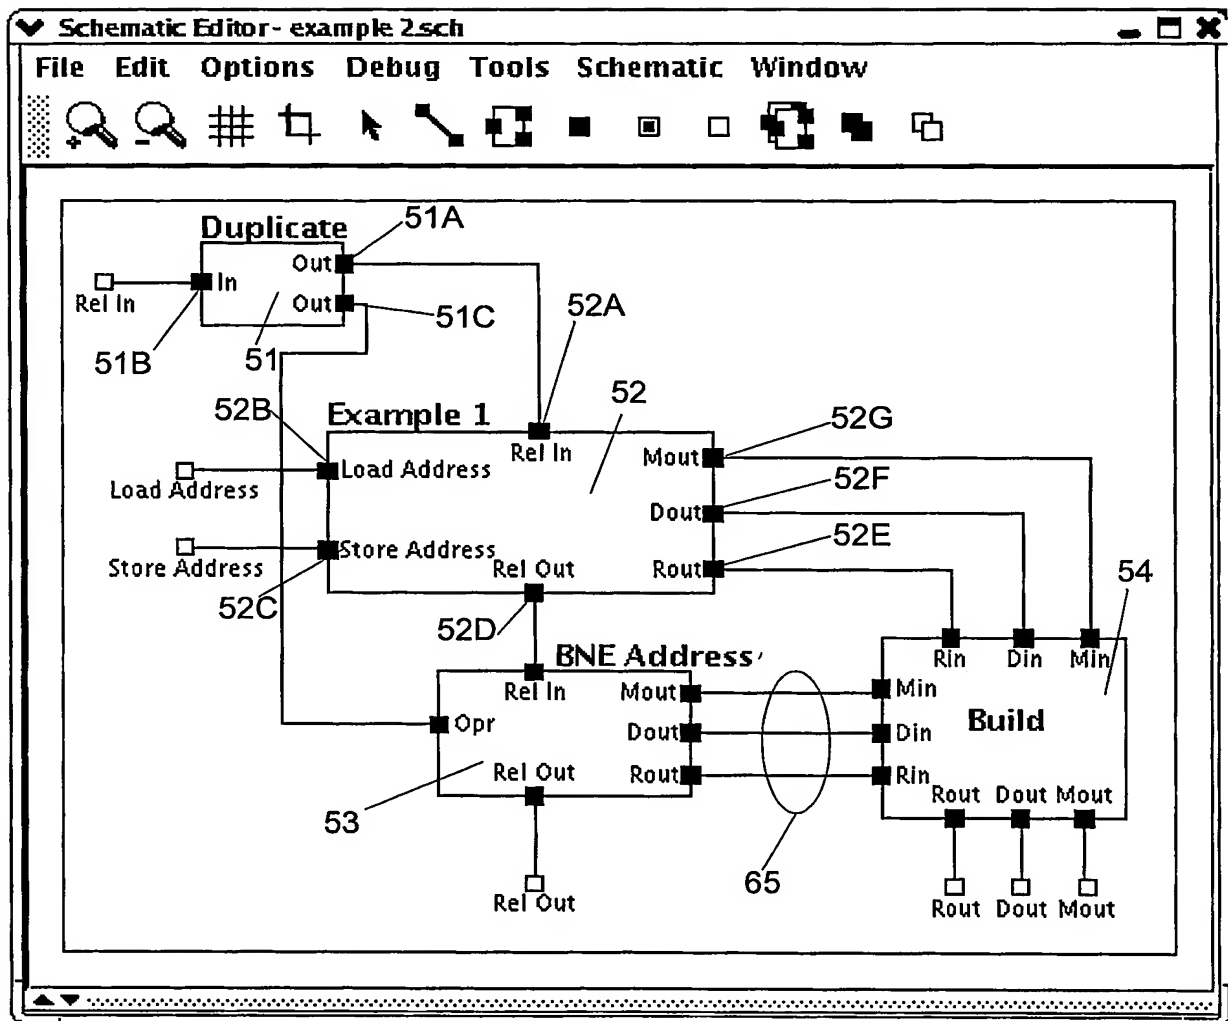 Schematic Editor - example 2.sch
File Edit Options Debug Tools Schematic Window
Duplicate
51A
Out
In
Rel In
Out
51C
52A
51B
51
52
52B
Example 1
52G
Rel In
Mout
Load Address
Load Address
52F
Dout
Store Address
52E
Store Address
Rel Out
Rout
54
52C
52D
BNE Address
Rin Din Min
Rel In
Mout
Min
Opr
Dout
Din
Build
Rel Out
Rout
Rin
Rout Dout Mout
53
65
Rel Out
Rout Dout Mout